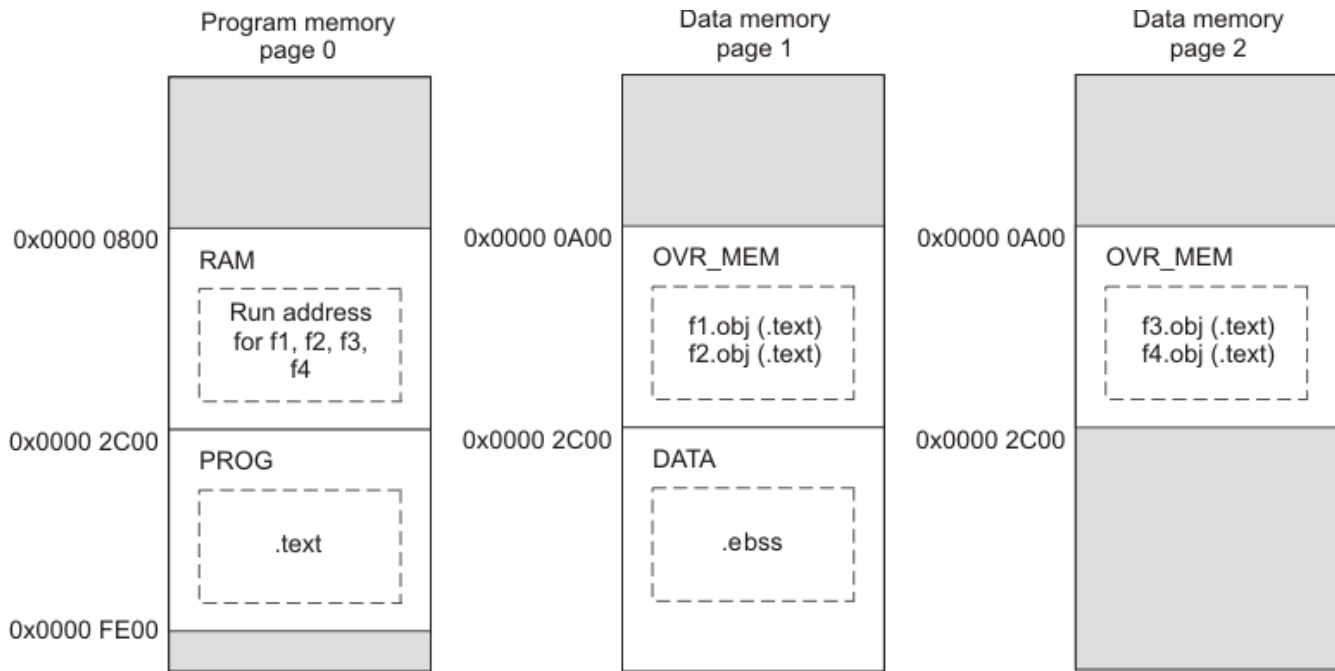 Program memory
page 0
0x0000 0800
RAM
Run address
for f1, f2, f3,
f4
0x0000 2C00
PROG
.text
0x0000 FE00
Data memory
page 1
0x0000 0A00
OVR_MEM
f1.obj (.text)
f2.obj (.text)
0x0000 2C00
DATA
.ebss
Data memory
page 2
0x0000 0A00
OVR_MEM
f3.obj (.text)
f4.obj (.text)
0x0000 2C00